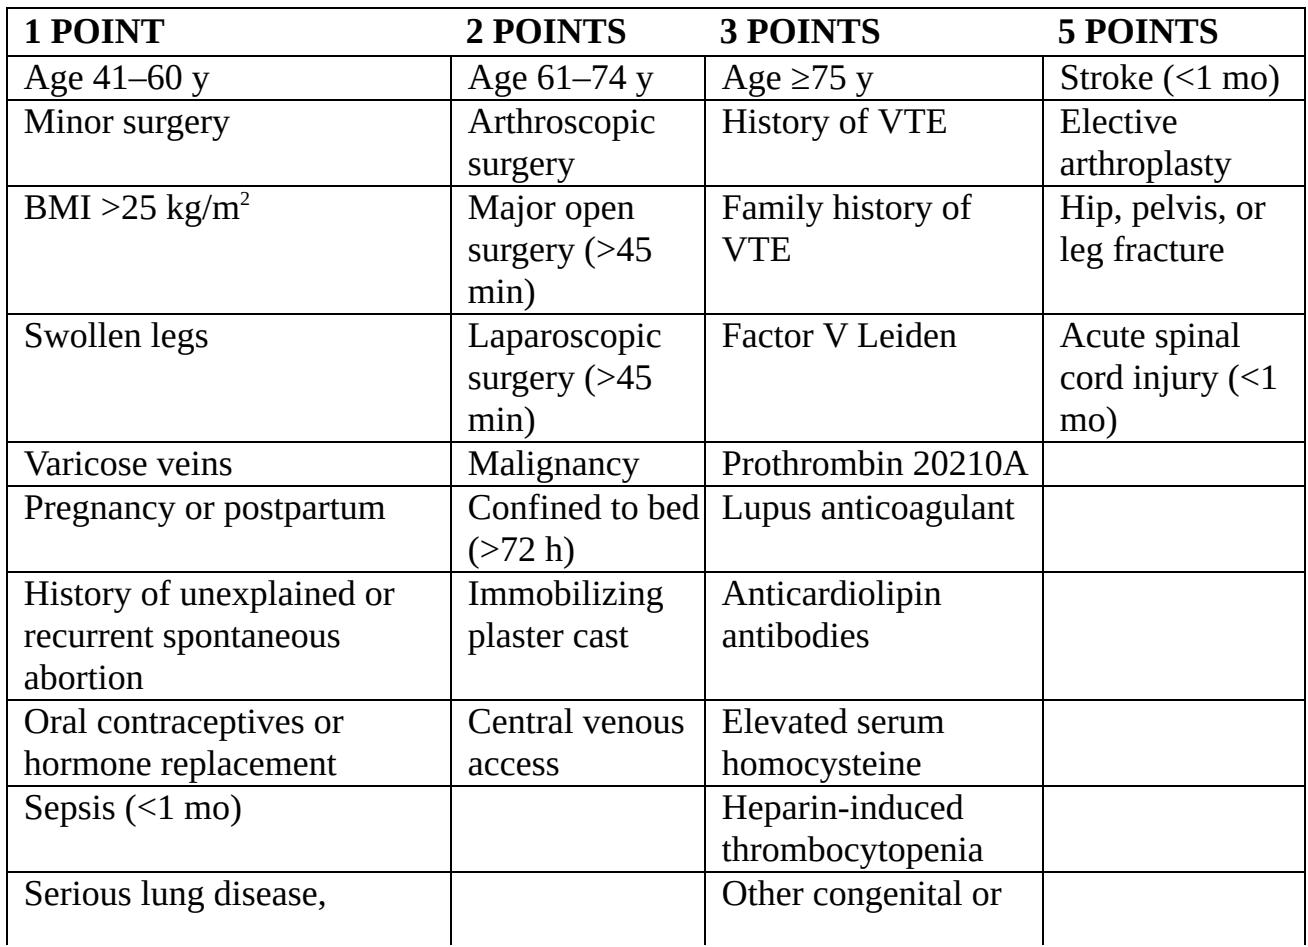 1 POINT 2 POINTS 3 POINTS 5 POINTS
Age 41–60 y Age 61–74 y Age ≥75 y Stroke (<1 mo)
Minor surgery Arthroscopic History of VTE Elective
surgery arthroplasty
BMI >25 kg/m² Major open Family history of Hip, pelvis, or
surgery (>45 VTE leg fracture
min)
Swollen legs Laparoscopic Factor V Leiden Acute spinal
surgery (>45 cord injury (<1
min) mo)
Varicose veins Malignancy Prothrombin 20210A
Pregnancy or postpartum Confined to bed Lupus anticoagulant
(>72 h)
History of unexplained or Immobilizing Anticardiolipin
recurrent spontaneous plaster cast antibodies
abortion
Oral contraceptives or Central venous Elevated serum
hormone replacement access homocysteine
Sepsis (<1 mo) Heparin-induced
thrombocytopenia
Serious lung disease, Other congenital or